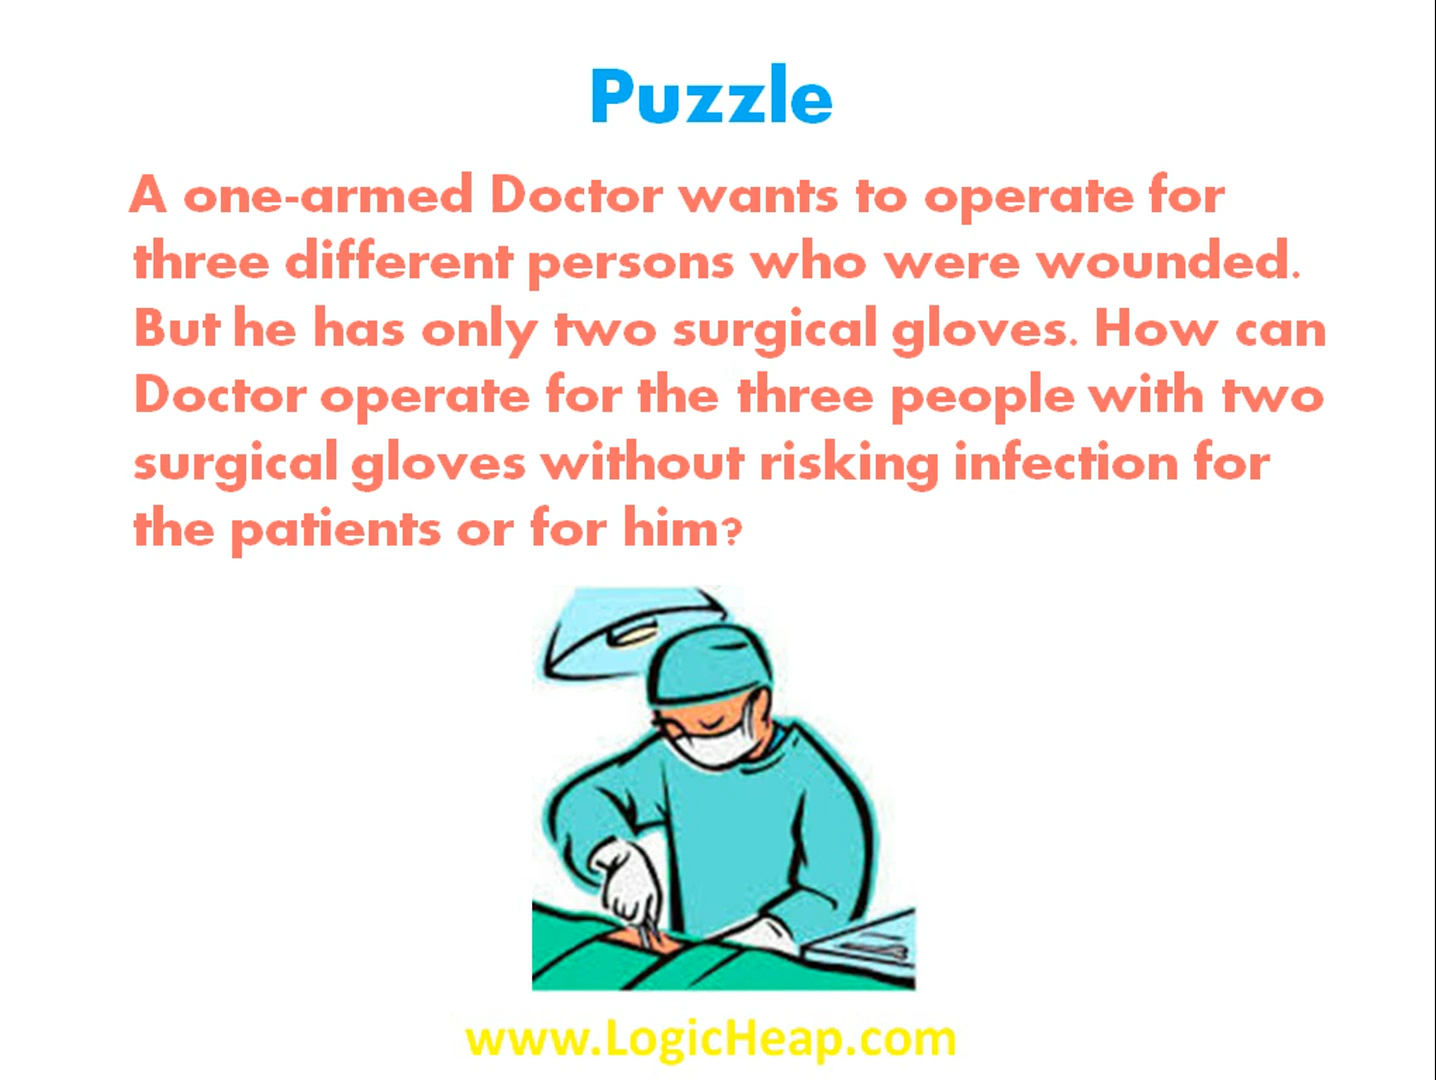 Puzzle
A one-armed Doctor wants to operate for
three different persons who were wounded.
But he has only two surgical gloves. How can
Doctor operate for the three people with two
surgical gloves without risking infection for
the patients or for him?
www.LogicHeap.com